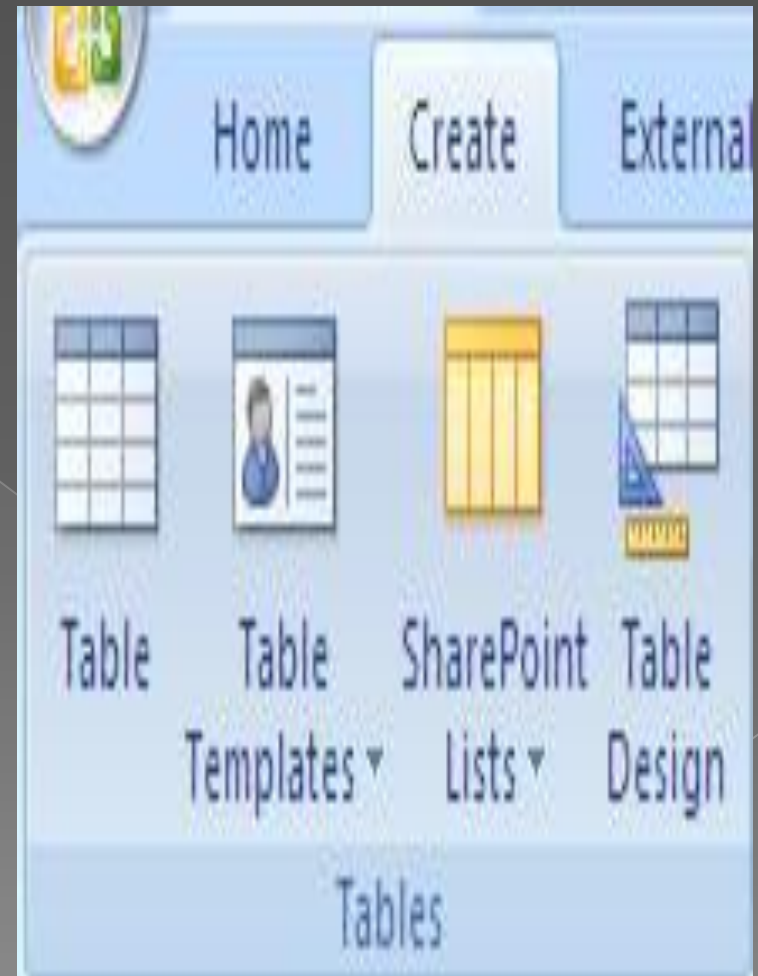 Home Create External
Table Table SharePoint Table
Templates Lists Design
Tables